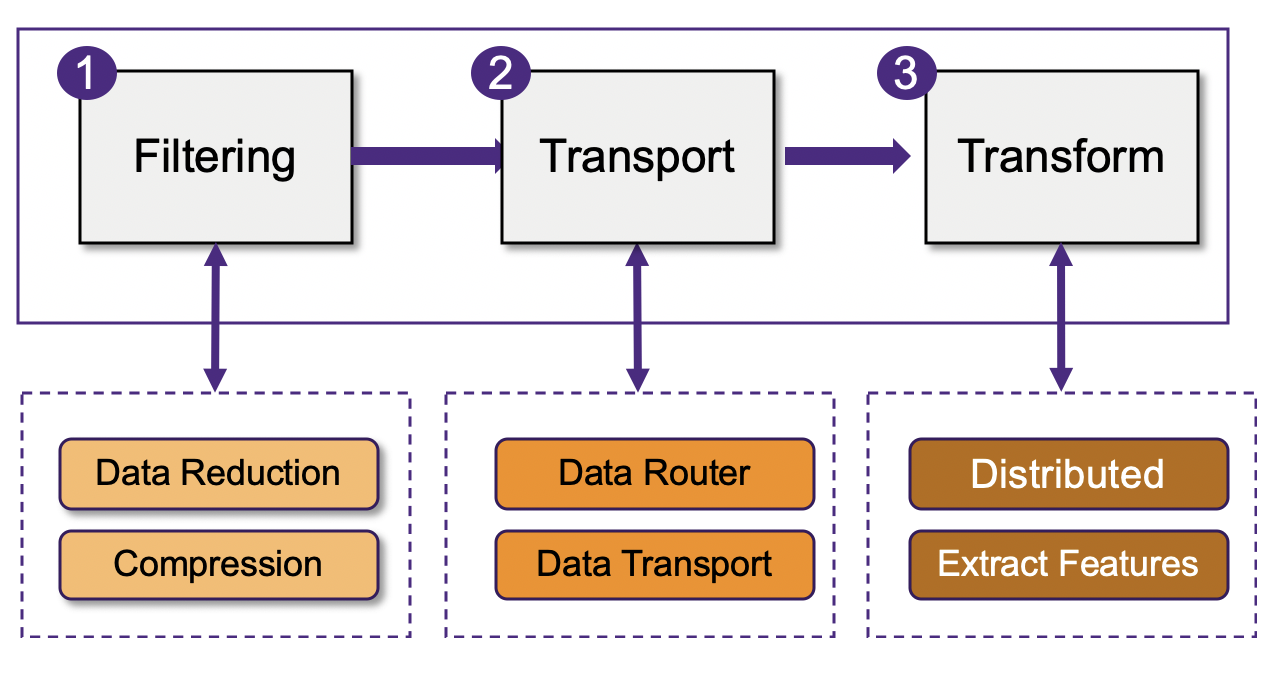 1
Filtering
2
Transport
3
Transform
Data Reduction
Compression
Data Router
Data Transport
Distributed
Extract Features